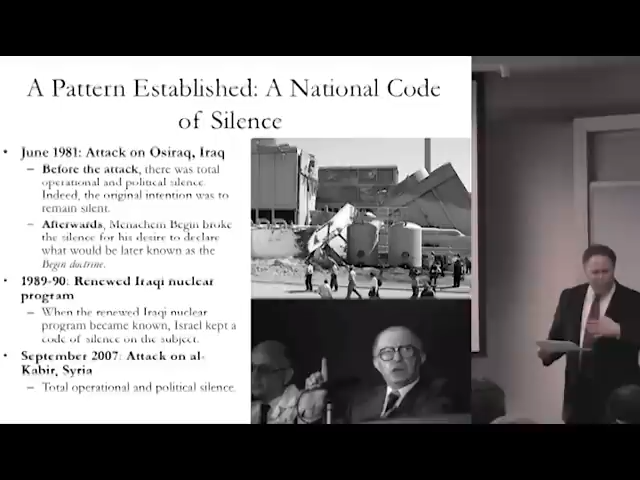 A Pattern Established: A National Code
of Silence
• June 1981: Attack on Osiraq, Iraq
– Before the attack, there was total
operational and political silence.
Indeed, the original intention was to
remain silent.
– Afterwards, Menachem Begin broke
the silence for his desire to declare
what would be later known as the
Begin doctrine.
• 1989-90: Renewed Iraqi nuclear
program
– When the renewed Iraqi nuclear
program became known, Israel kept a
code of silence on the subject.
• September 2007: Attack on al-
Kabir, Syria
– Total operational and political silence.